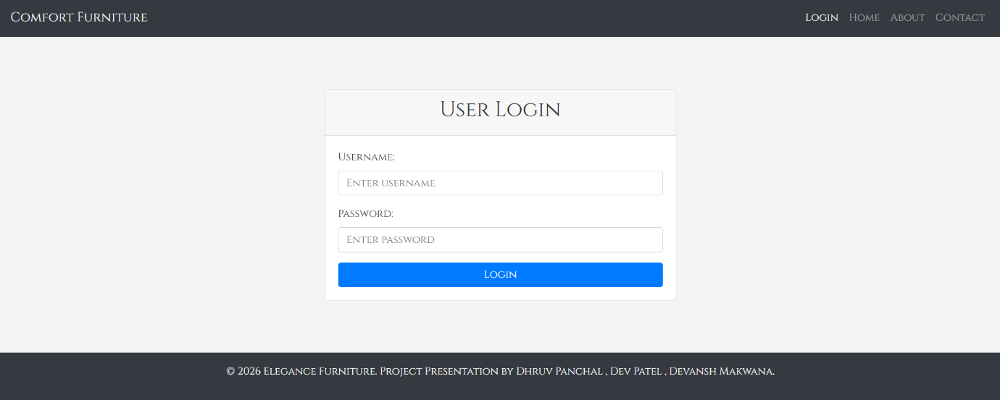 Comfort Furniture
Login Home About Contact
User Login
Username:
Enter username
Password:
Enter password
Login
© 2026 Elegance Furniture. Project Presentation by Dhruv Panchal , Dev Patel , Devansh Makwana.